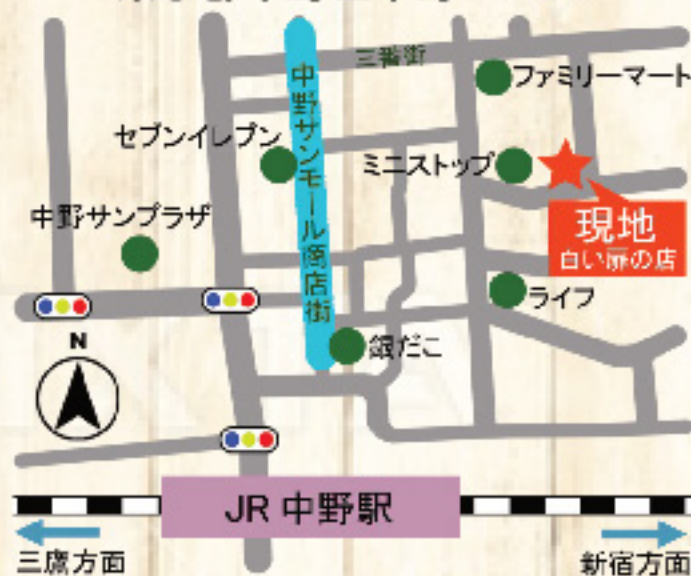 三番街
ファミリーマート
中野サンモール商店街
セブンイレブン
ミニストップ
中野サンプラザ
現地
白い扉の店
ライフ
N
銀だこ
JR 中野駅
三鷹方面
新宿方面